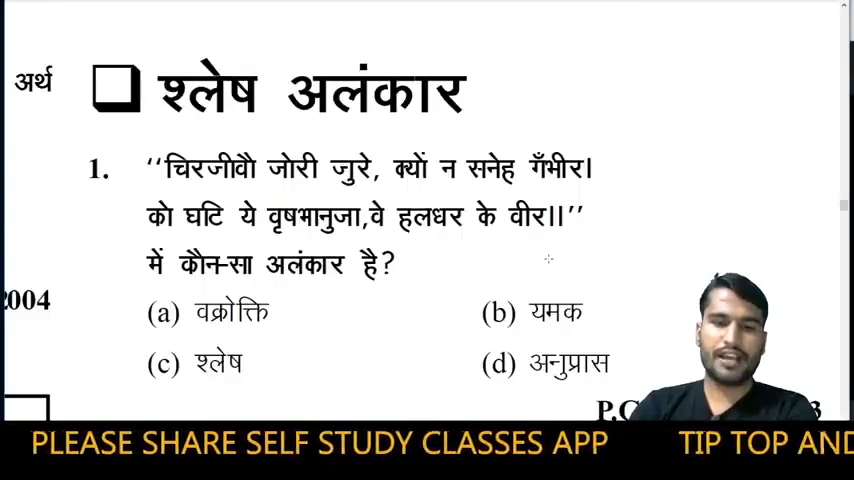 अर्थ
श्लेष अलंकार
1. ‘‘चिरजीवौ जोरी जुरे, क्यों न सनेह गँभीर।
को घटि ये वृषभानुजा,वे हलधर के वीर।।’’
में कौन-सा अलंकार है?
2004
(a) वक्रोक्ति (b) यमक
(c) श्लेष (d) अनुप्रास
PLEASE SHARE SELF STUDY CLASSES APP TIP TOP AND